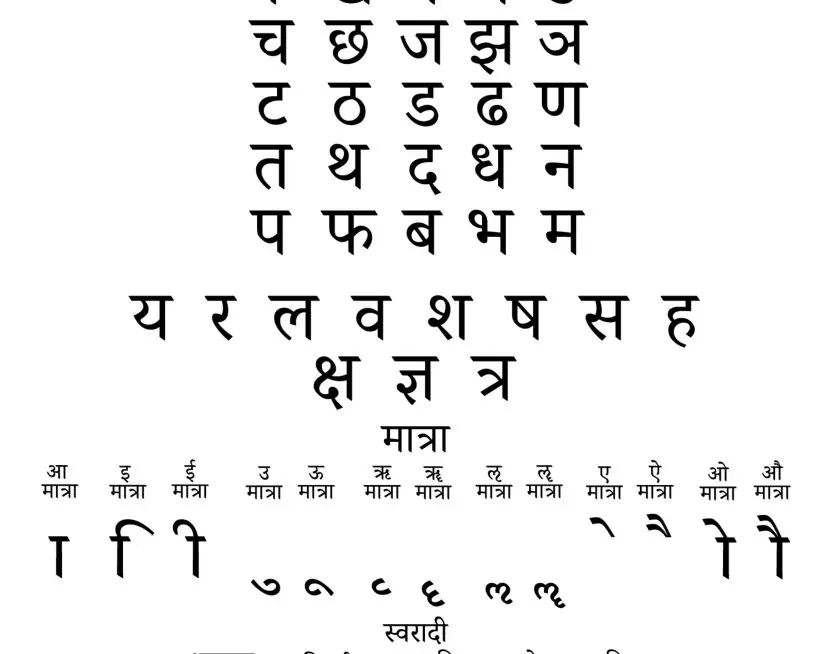 च छ ज झ ञ
ट ठ ड ढ ण
त थ द ध न
प फ ब भ म
य र ल व श ष स ह
क्ष ज्ञ त्र
मात्रा
आ इ ई उ ऊ ऋ ॠ ऌ ॡ ए ऐ ओ औ
मात्रा मात्रा मात्रा मात्रा मात्रा मात्रा मात्रा मात्रा मात्रा मात्रा मात्रा मात्रा मात्रा
ा ि ी ु ू ृ ॄ ॢ ॣ े ै ो ौ
स्वरादी